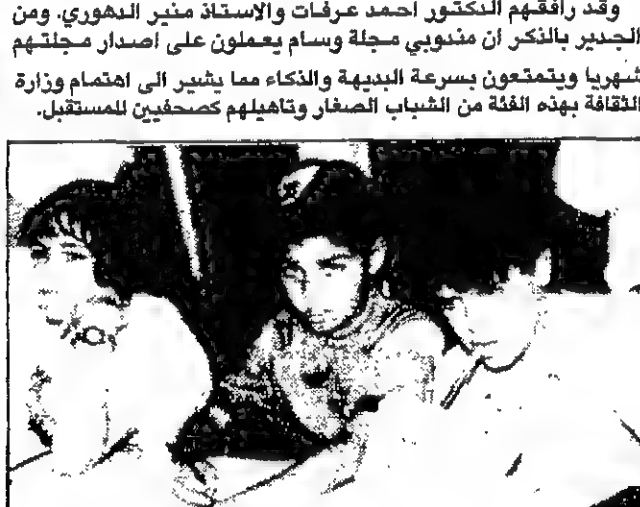 وقد رافقهم الدكتور احمد عرفات والاستاذ منير الدهوري. ومن
الجدير بالذكر ان مندوبي مجلة وسام يعملون على اصدار مجلتهم
شهريا ويتمتعون بسرعة البديهة والذكاء مما يشير الى اهتمام وزارة
الثقافة بهذه الفئة من الشباب الصغار وتاهيلهم كصحفيين للمستقبل.